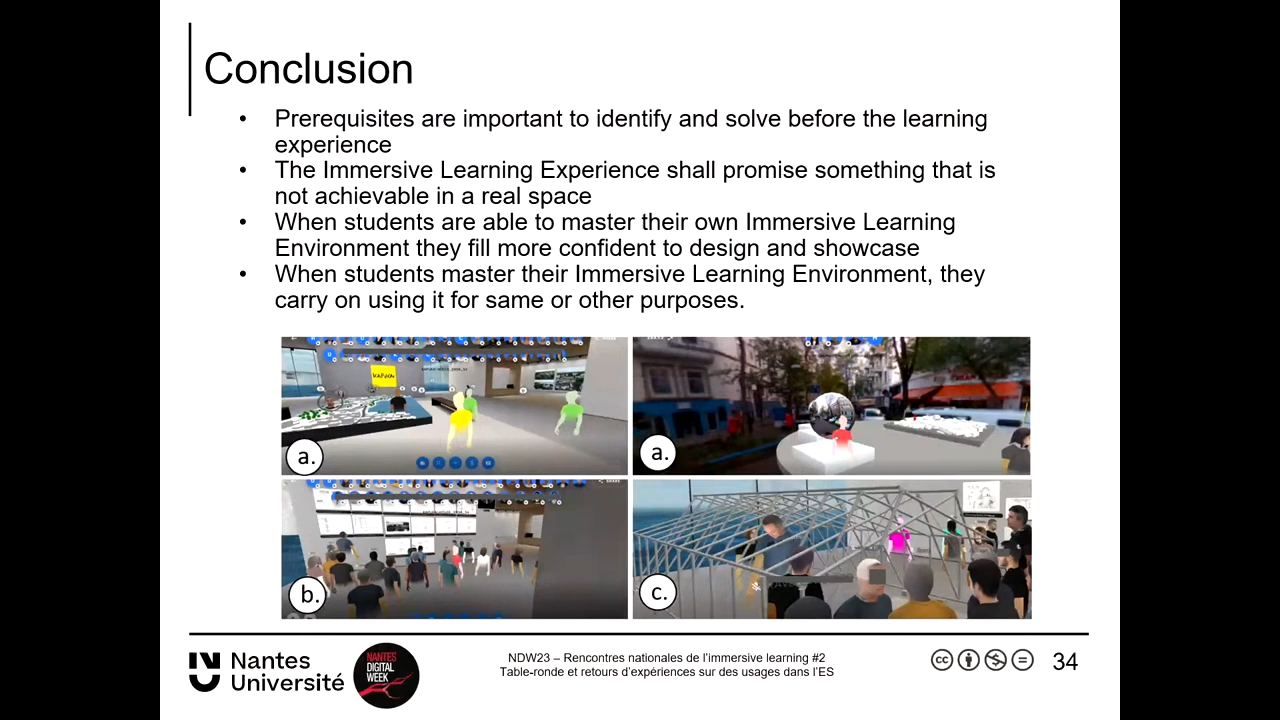 Conclusion
• Prerequisites are important to identify and solve before the learning
experience
• The Immersive Learning Experience shall promise something that is
not achievable in a real space
• When students are able to master their own Immersive Learning
Environment they fill more confident to design and showcase
• When students master their Immersive Learning Environment, they
carry on using it for same or other purposes.
a.
a.
b.
c.
Nantes
Université
NANTES
DIGITAL
WEEK
NDW23 – Rencontres nationales de l'immersive learning #2
Table-ronde et retours d'expériences sur des usages dans l'ES
cc
34